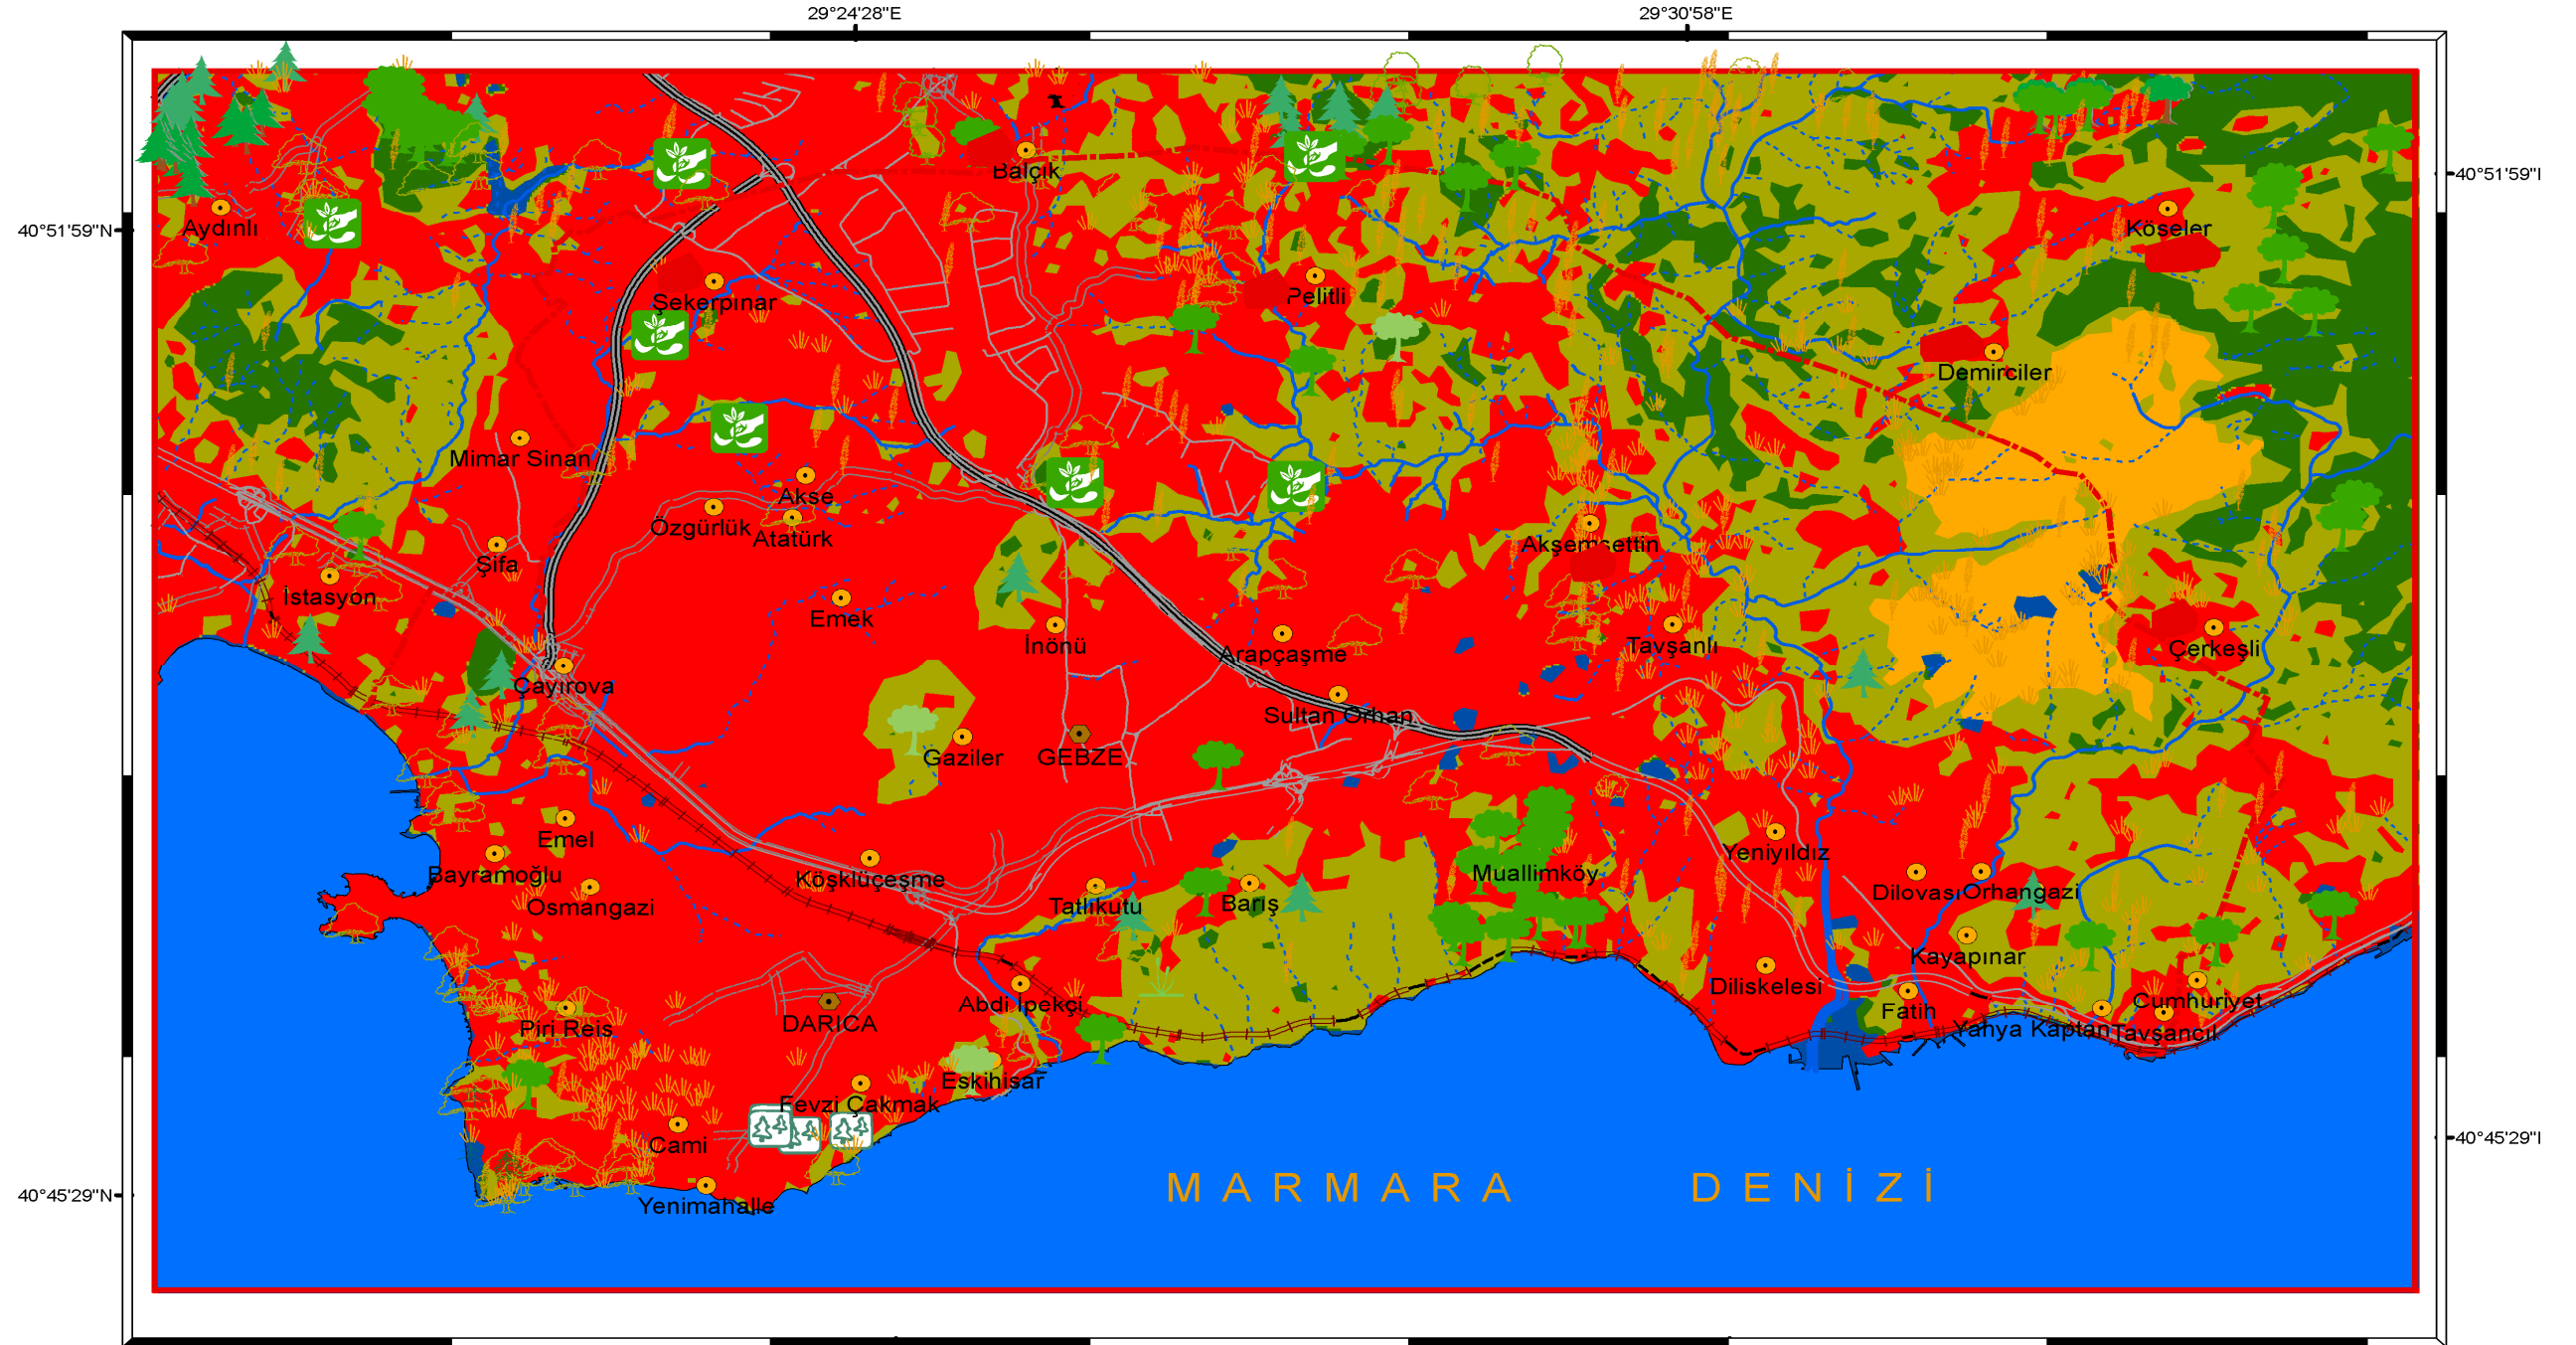 29°24'28"E
29°30'58"E
40°51'59"N
40°51'59"I
Balçık
Aydınlı
Köseler
Şekerpınar
Pelitli
Demirciler
Mimar Sinan
Akse
Özgürlük
Atatürk
Akşemsettin
Şifa
İstasyon
Emek
İnönü
Arapçaşme
Tavşanlı
Çerkeşli
Çayırova
Sultan Orhan
Gaziler
GEBZE
Emel
Yeniyıldız
Bayramoğlu
Köşklüçeşme
Muallimköy
Osmangazi
Tatlıkutu
Barış
Dilovası
Orhangazi
Kayapınar
Diliskelesi
Abdi İpekçi
Cumhuriyet
Fatih
Piri Reis
DARICA
Yahya Kaptan
Tavşancıl
Eskihisar
Fevzi Çakmak
Cami
40°45'29"N
40°45'29"I
MARMARA DENİZİ
Yenimahalle